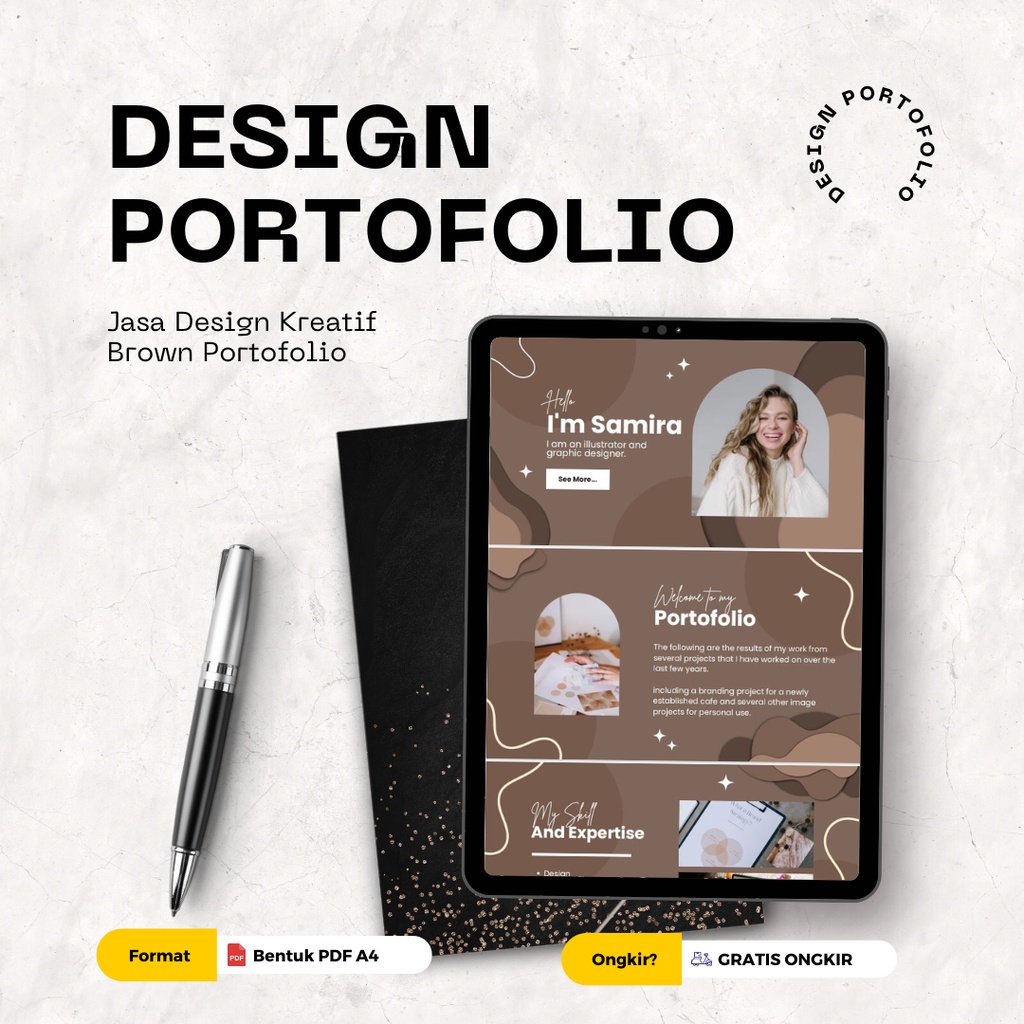 DESIGN
PORTOFOLIO
DESIGN PORTOFOLIO
Jasa Design Kreatif
Brown Portofolio
Hello
I'm Samira
I am an illustrator and
graphic designer.
See More...
Welcome to my
Portofolio
The following are the results of my work from
several projects that I have worked on over the
last few years.
including a branding project for a newly
established cafe and several other image
projects for personal use.
My Skill
And Expertise
• Design
Format
PDF
Bentuk PDF A4
Ongkir?
GRATIS ONGKIR